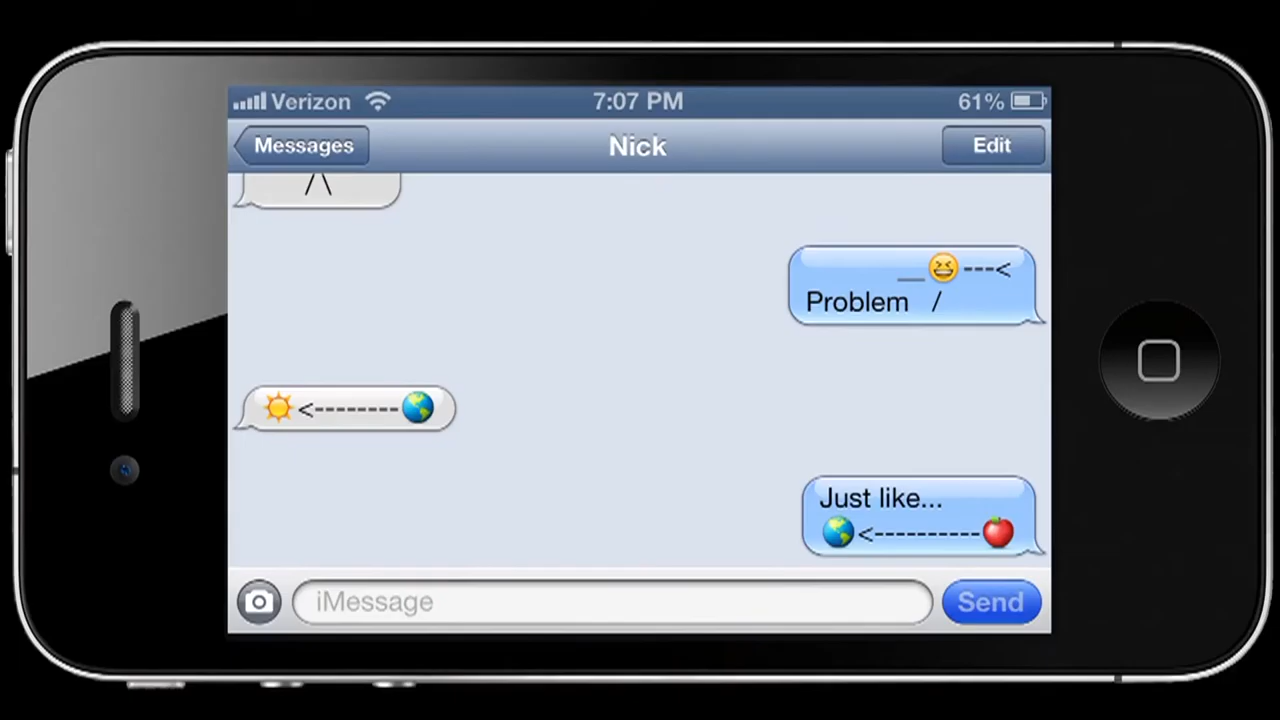 Verizon 7:07 PM 61%
Messages Nick Edit
/\
__😆---<
Problem /
☀️<--------🌎
Just like...
🌎<----------🍎
iMessage Send